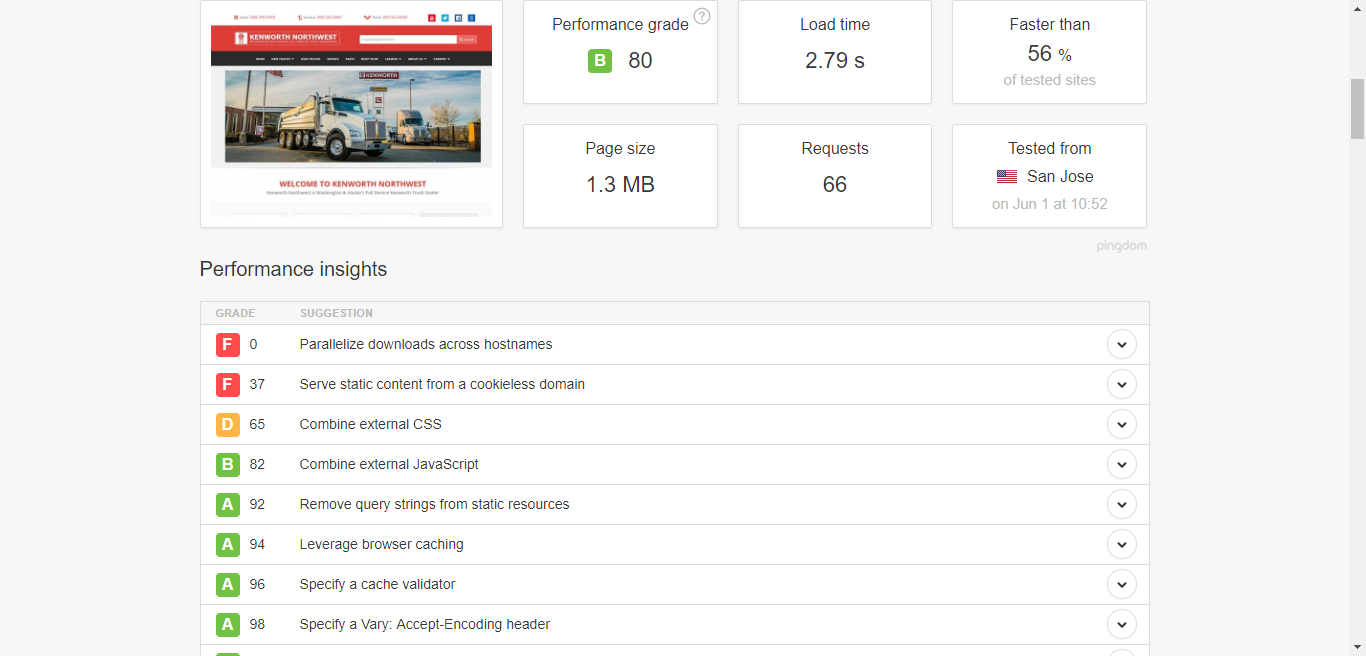 KENWORTH NORTHWEST
KENWORTH
WELCOME TO KENWORTH NORTHWEST
Kenworth Northwest is Washington & Alaska's Full Service Kenworth Truck Dealer
Performance grade ?
B 80
Load time
2.79 s
Faster than
56 %
of tested sites
Page size
1.3 MB
Requests
66
Tested from
San Jose
on Jun 1 at 10:52
pingdom
Performance insights
GRADE SUGGESTION
F 0 Parallelize downloads across hostnames
F 37 Serve static content from a cookieless domain
D 65 Combine external CSS
B 82 Combine external JavaScript
A 92 Remove query strings from static resources
A 94 Leverage browser caching
A 96 Specify a cache validator
A 98 Specify a Vary: Accept-Encoding header